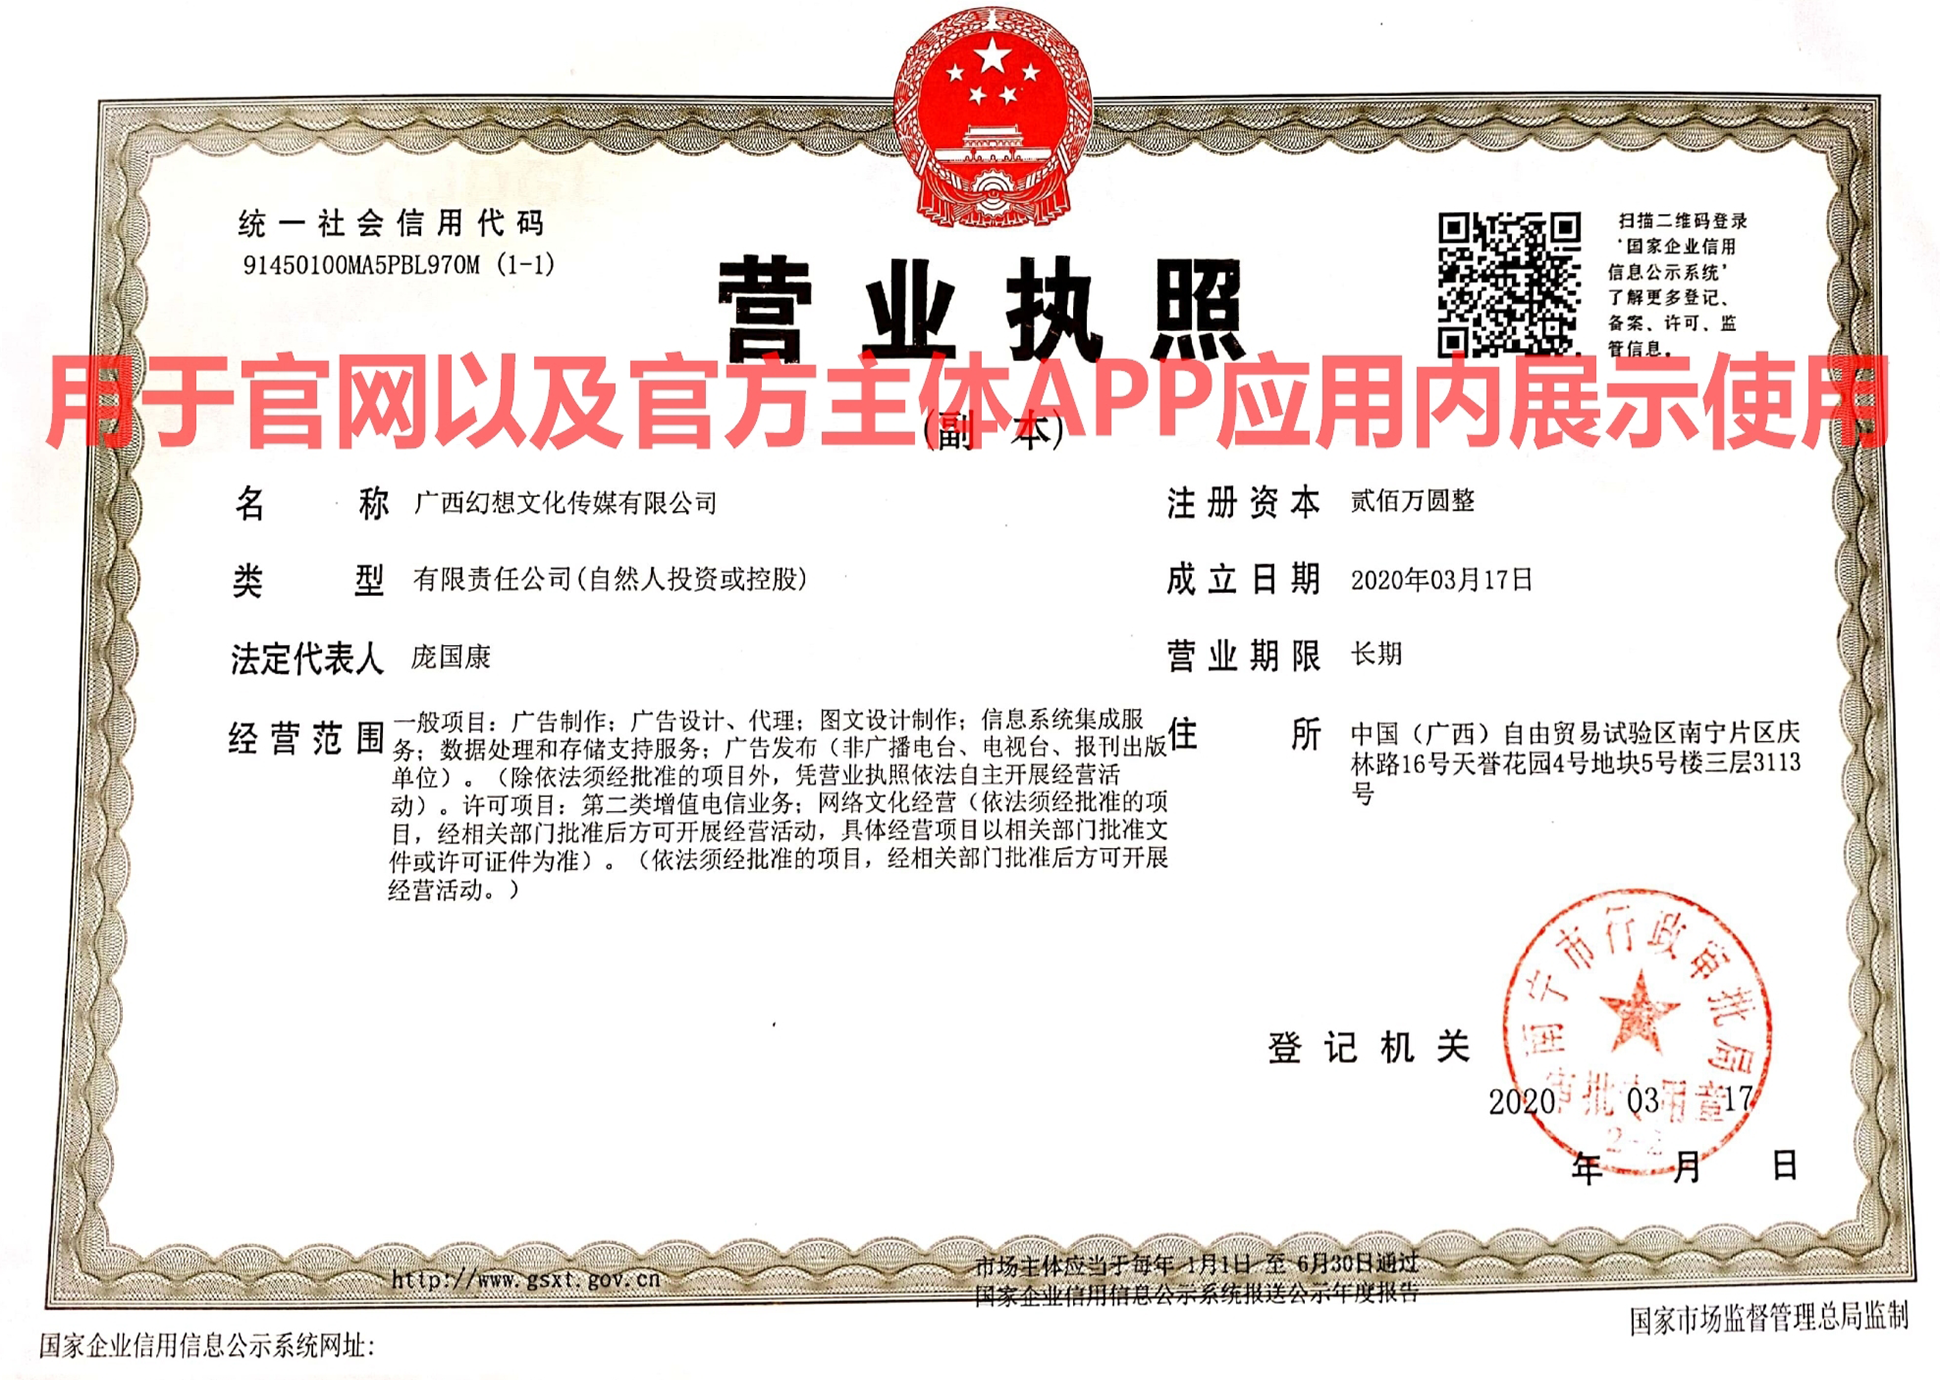 统一社会信用代码
91450100MA5PBL970M (1-1)
营业执照
(副 本)
扫描二维码登录
'国家企业信用
信息公示系统'
了解更多登记、
备案、许可、监
管信息。
用于官网以及官方主体APP应用内展示使用
名 称 广西幻想文化传媒有限公司
类 型 有限责任公司(自然人投资或控股)
法定代表人 庞国康
经营范围 一般项目：广告制作；广告设计、代理；图文设计制作；信息系统集成服
务；数据处理和存储支持服务；广告发布（非广播电台、电视台、报刊出版
单位）。（除依法须经批准的项目外，凭营业执照依法自主开展经营活
动）。许可项目：第二类增值电信业务；网络文化经营（依法须经批准的项
目，经相关部门批准后方可开展经营活动，具体经营项目以相关部门批准文
件或许可证件为准）。（依法须经批准的项目，经相关部门批准后方可开展
经营活动。）
注册资本 贰佰万圆整
成立日期 2020年03月17日
营业期限 长期
住 所 中国（广西）自由贸易试验区南宁片区庆
林路16号天誉花园4号地块5号楼三层3113
号
登记机关
南宁市行政审批局
审批专用章
2020 03 17
年 月 日
http://www.gsxt.gov.cn
市场主体应当于每年 1月1日 至 6月30日通过
国家企业信用信息公示系统报送公示年度报告
国家企业信用信息公示系统网址：
国家市场监督管理总局监制